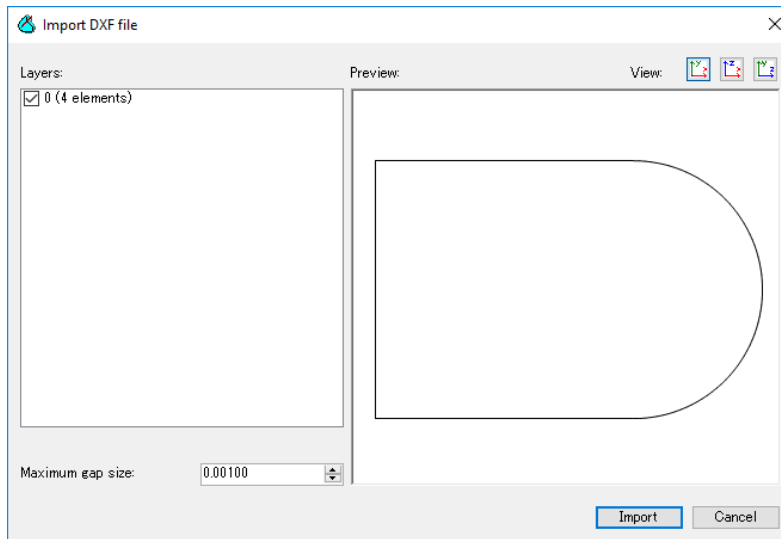 Import DXF file
Layers:
Preview:
View:
0 (4 elements)
Maximum gap size:
0.00100
Import
Cancel